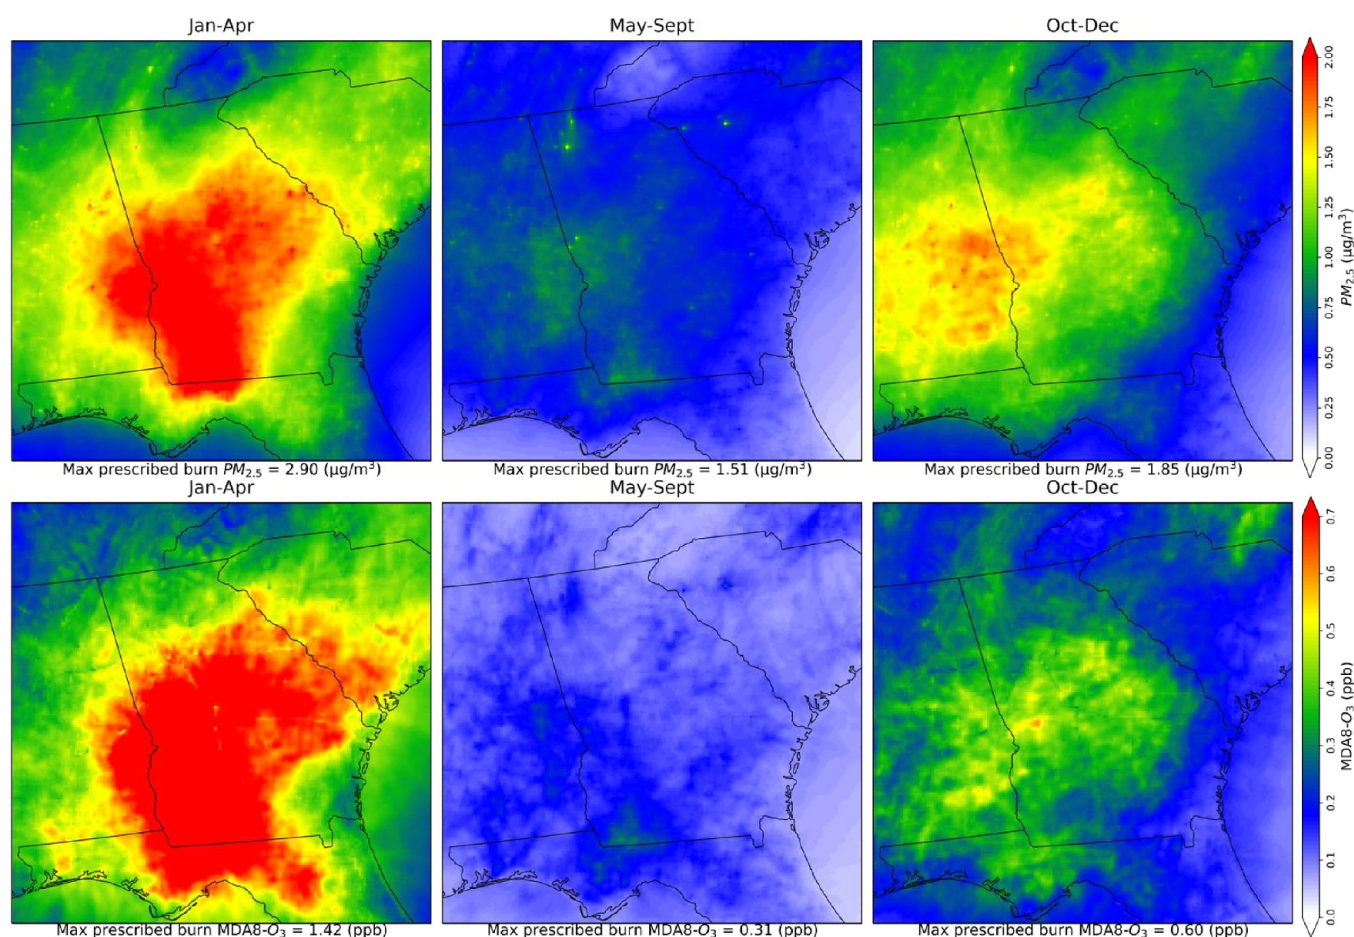 Jan-Apr
May-Sept
Oct-Dec
2.00
1.75
1.50
1.25
1.00
0.75
0.50
0.25
0.00
PM2.5 (µg/m³)
Max prescribed burn PM2.5 = 2.90 (µg/m³)
Max prescribed burn PM2.5 = 1.51 (µg/m³)
Max prescribed burn PM2.5 = 1.85 (µg/m³)
Jan-Apr
May-Sept
Oct-Dec
0.7
0.6
0.5
0.4
0.3
0.2
0.1
0.0
MDA8-O3 (ppb)
Max prescribed burn MDA8-O3 = 1.42 (ppb)
Max prescribed burn MDA8-O3 = 0.31 (ppb)
Max prescribed burn MDA8-O3 = 0.60 (ppb)